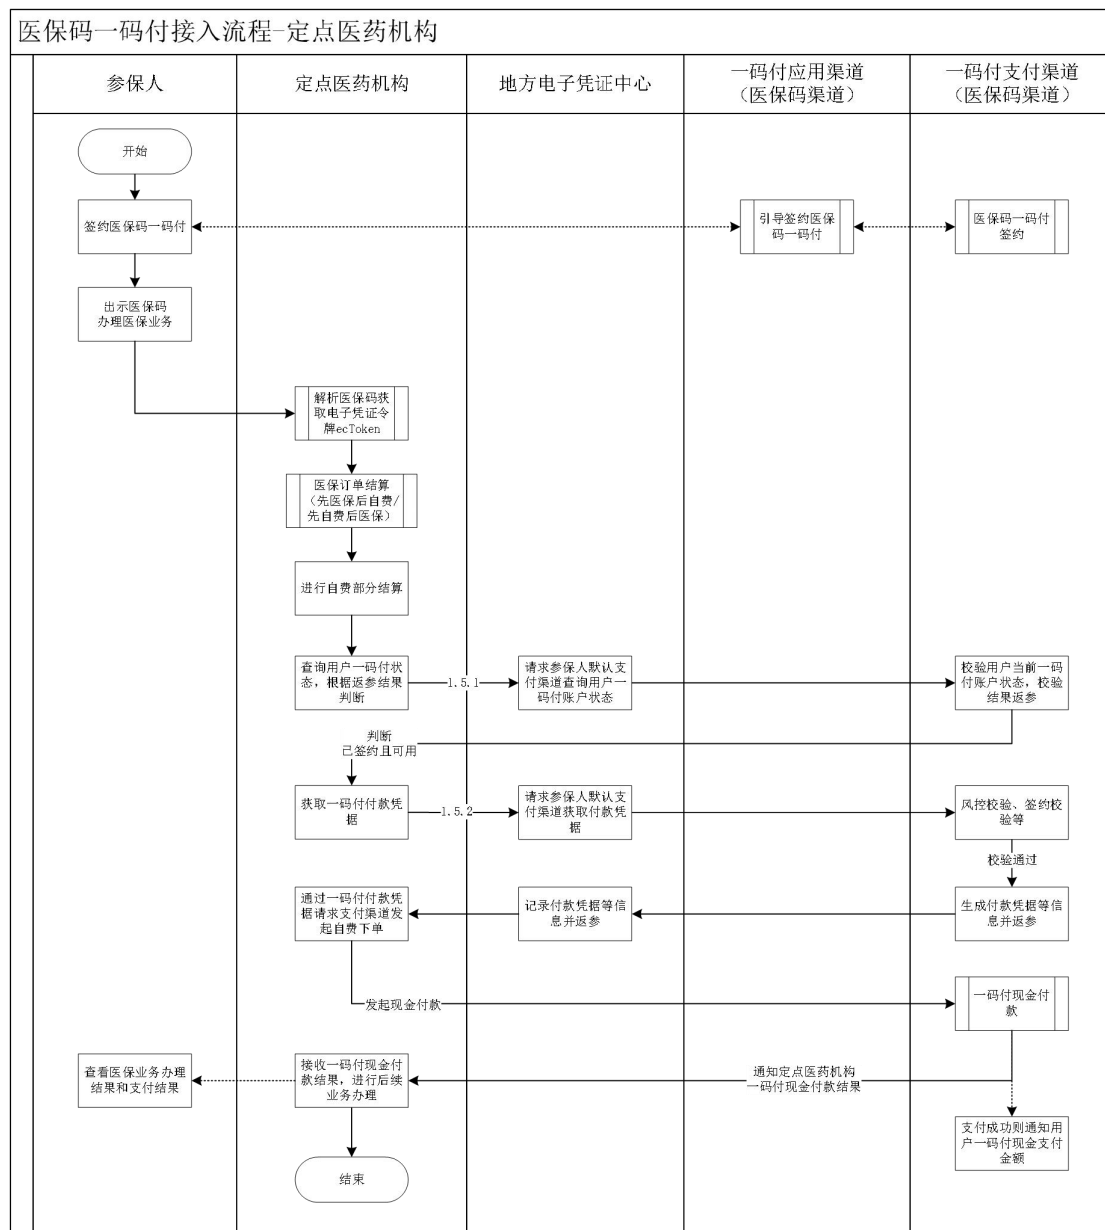 医保码一码付接入流程-定点医药机构
参保人
定点医药机构
地方电子凭证中心
一码付应用渠道
（医保码渠道）
一码付支付渠道
（医保码渠道）
开始
签约医保码一码付
引导签约医保
码一码付
医保码一码付
签约
出示医保码
办理医保业务
解析医保码获
取电子凭证令
牌ecToken
医保订单结算
（先医保后自费/
先自费后医保）
进行自费部分结算
查询用户一码付状
态，根据返参结果
判断
1.5.1
请求参保人默认支
付渠道查询用户一
码付账户状态
校验用户当前一码
付账户状态，校验
结果返参
判断
已签约且可用
获取一码付付款凭
据
1.5.2
请求参保人默认支
付渠道获取付款凭
据
风控校验、签约校
验等
校验通过
通过一码付付款凭
据请求支付渠道发
起自费下单
记录付款凭据等信
息并返参
生成付款凭据等信
息并返参
发起现金付款
一码付现金付
款
查看医保业务办理
结果和支付结果
接收一码付现金付
款结果，进行后续
业务办理
通知定点医药机构
一码付现金付款结果
支付成功则通知用
户一码付现金支付
金额
结束